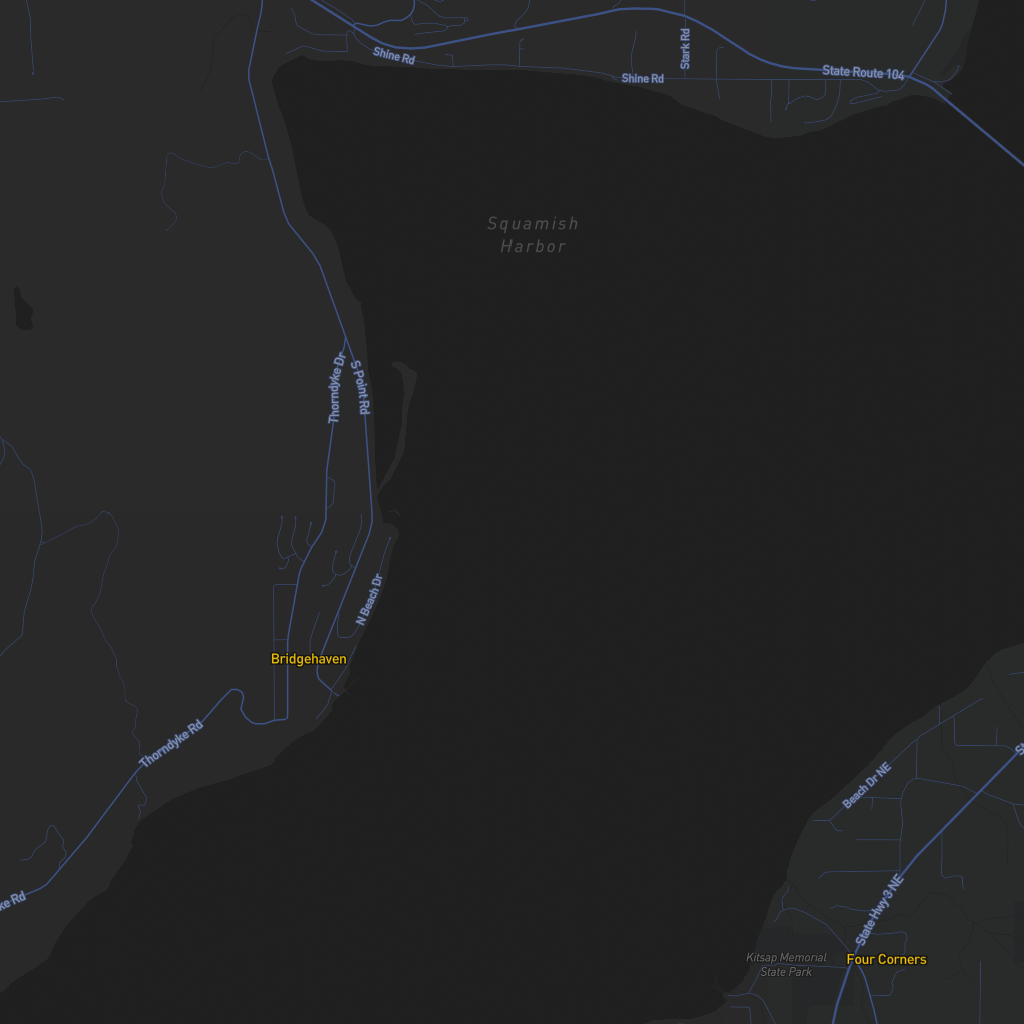 Shine Rd
Stark Rd
State Route 104
Shine Rd
Squamish
Harbor
Thorndyke Dr
S Point Rd
N Beach Dr
Bridgehaven
Thorndyke Rd
Beach Dr NE
State Hwy 3 NE
ke Rd
Kitsap Memorial
State Park
Four Corners